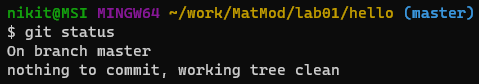 nikit@MSI MINGW64 ~/work/MatMod/lab01/hello (master)
$ git status
On branch master
nothing to commit, working tree clean